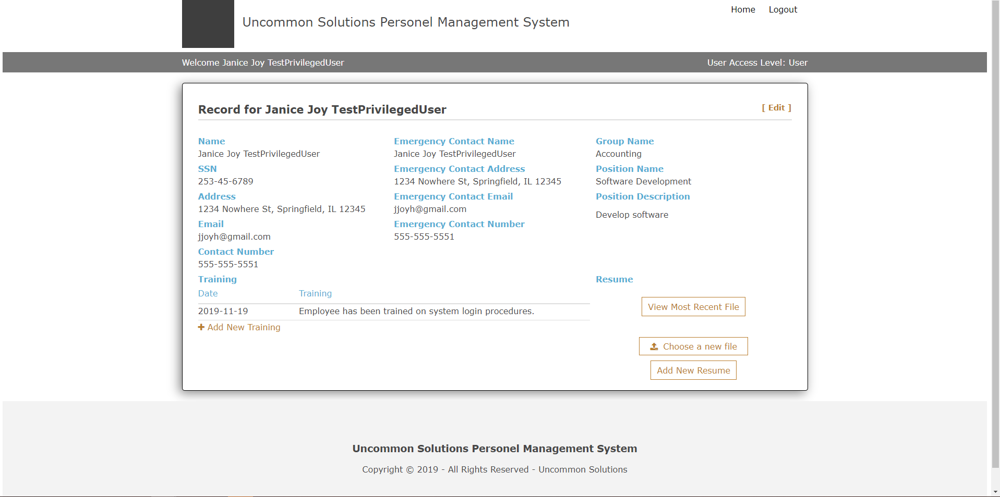 Home Logout
Uncommon Solutions Personel Management System
Welcome Janice Joy TestPrivilegedUser
User Access Level: User
Record for Janice Joy TestPrivilegedUser
[ Edit ]
Name
Janice Joy TestPrivilegedUser
SSN
253-45-6789
Address
1234 Nowhere St, Springfield, IL 12345
Email
jjoyh@gmail.com
Contact Number
555-555-5551
Emergency Contact Name
Janice Joy TestPrivilegedUser
Emergency Contact Address
1234 Nowhere St, Springfield, IL 12345
Emergency Contact Email
jjoyh@gmail.com
Emergency Contact Number
555-555-5551
Group Name
Accounting
Position Name
Software Development
Position Description
Develop software
Training
Date Training
2019-11-19 Employee has been trained on system login procedures.
Add New Training
Resume
View Most Recent File
Choose a new file
Add New Resume
Uncommon Solutions Personel Management System
Copyright © 2019 - All Rights Reserved - Uncommon Solutions